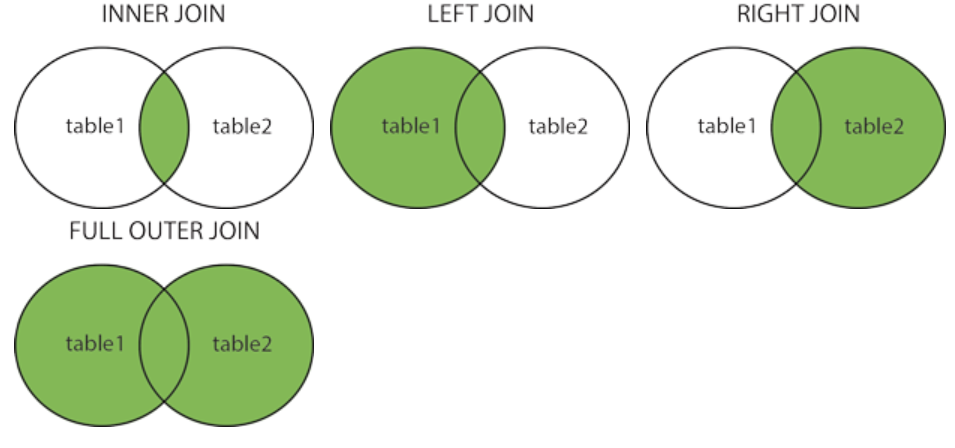 INNER JOIN
LEFT JOIN
RIGHT JOIN
table1
table2
table1
table2
table1
table2
FULL OUTER JOIN
table1
table2